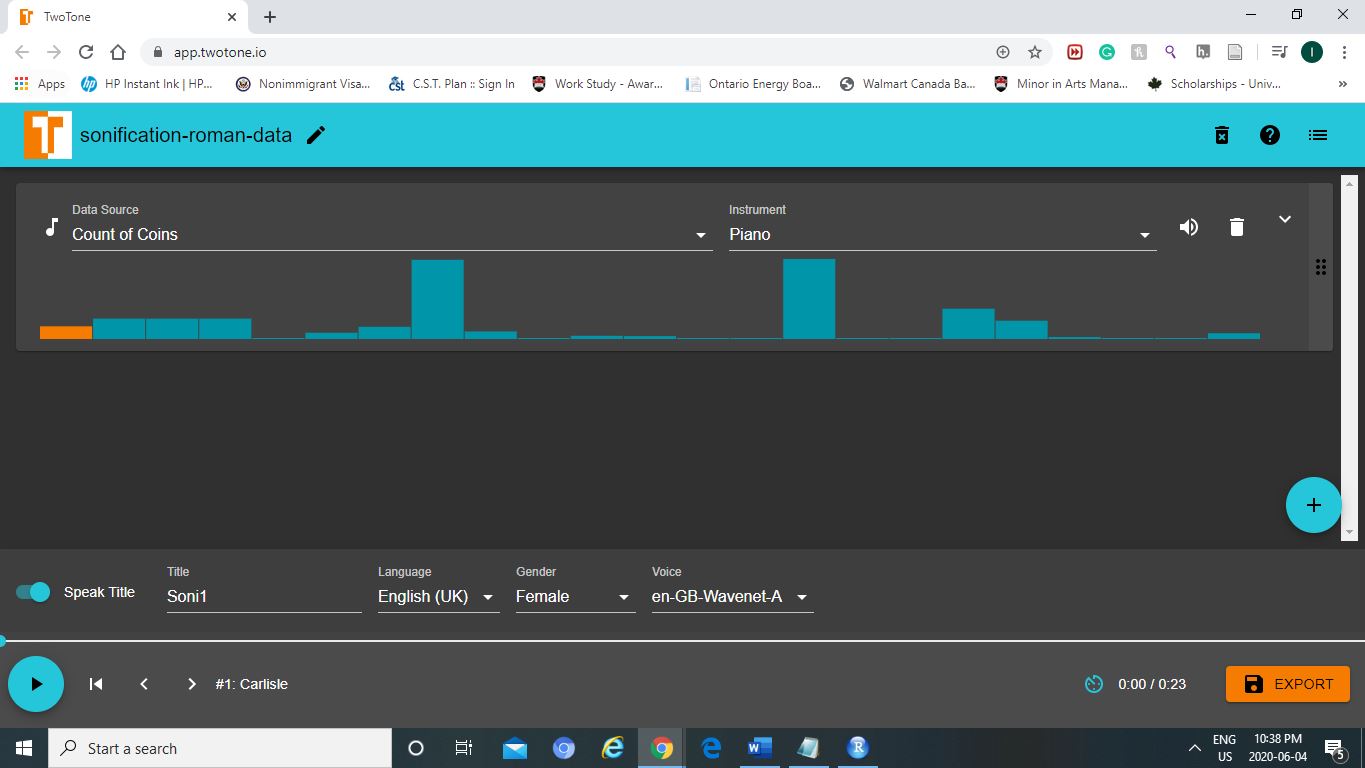 TwoTone
app.twotone.io
Apps
HP Instant Ink | HP...
Nonimmigrant Visa...
C.S.T. Plan :: Sign In
Work Study - Awar...
Ontario Energy Boa...
Walmart Canada Ba...
Minor in Arts Mana...
Scholarships - Univ...
sonification-roman-data
Data Source
Count of Coins
Instrument
Piano
Speak Title
Title
Soni1
Language
English (UK)
Gender
Female
Voice
en-GB-Wavenet-A
#1: Carlisle
0:00 / 0:23
EXPORT
Start a search
ENG
US
10:38 PM
2020-06-04
5